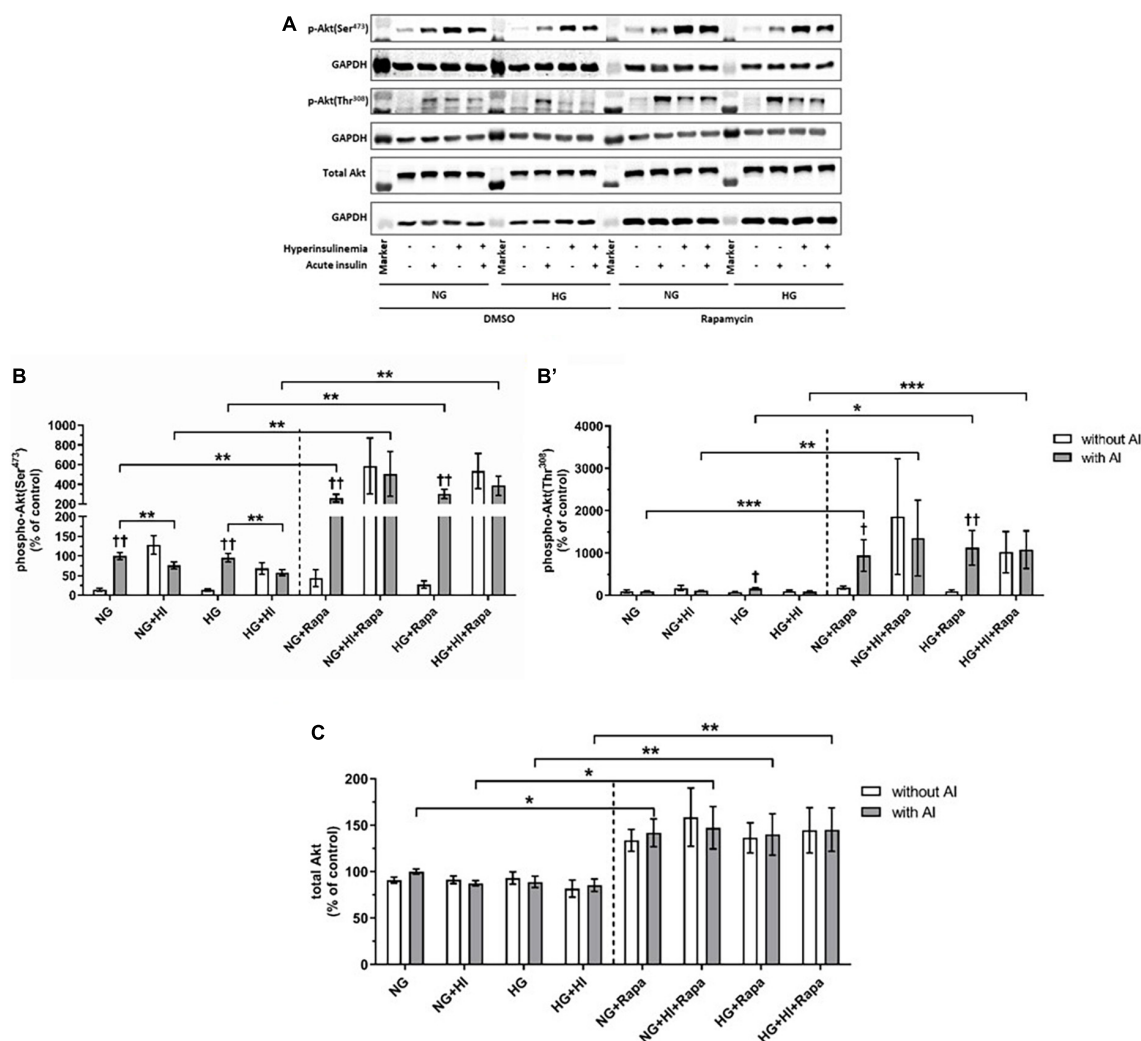 A
p-Akt(Ser473)
GAPDH
p-Akt(Thr308)
GAPDH
Total Akt
GAPDH
Marker Marker Marker Marker
Hyperinsulinemia - - + + - - + + - - + + - - + +
Acute insulin - + - + - + - + - + - + - + - +
NG HG NG HG
DMSO Rapamycin
B
**
**
**
**
phospho-Akt(Ser473)
(% of control)
1000
800
600
400
200
150
100
50
25
0
††
**
††
**
††
††
NG NG+HI HG HG+HI NG+Rapa NG+HI+Rapa HG+Rapa HG+HI+Rapa
B’
***
*
**
***
phospho-Akt(Thr308)
(% of control)
4000
3000
2000
1000
0
†
†
††
NG NG+HI HG HG+HI NG+Rapa NG+HI+Rapa HG+Rapa HG+HI+Rapa
without AI
with AI
C
**
**
*
*
total Akt
(% of control)
200
150
100
50
0
NG NG+HI HG HG+HI NG+Rapa NG+HI+Rapa HG+Rapa HG+HI+Rapa
without AI
with AI